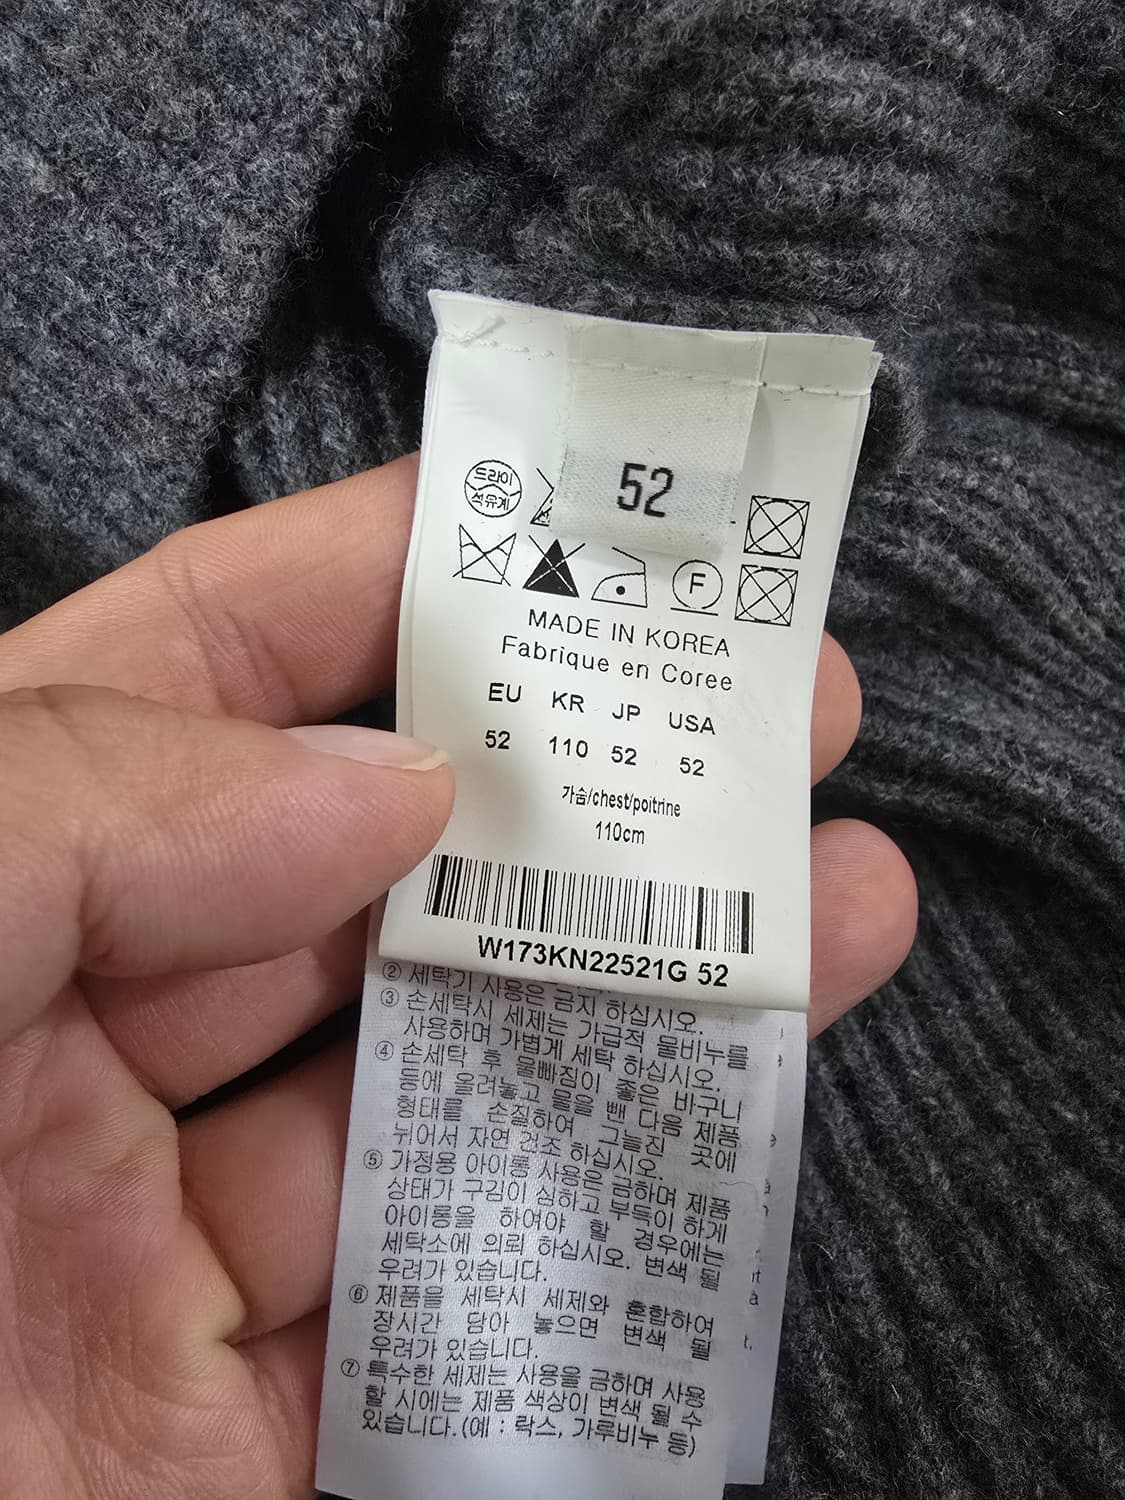 52
드라이
석유계
F
MADE IN KOREA
Fabrique en Coree
EU KR JP USA
52 110 52 52
가슴/chest/poitrine
110cm
W173KN22521G 52
② 세탁기 사용은 금지 하십시오.
③ 손세탁시 세제는 가급적 물비누를
사용하며 가볍게 세탁 하십시오.
④ 손세탁 후 물빠짐이 좋은 바구니
등에 올려놓고 물을 뺀 다음 제품
형태를 손질하여 그늘진 곳에
뉘어서 자연 건조 하십시오.
⑤ 가정용 아이롱 사용은 금하며 제품
상태가 구김이 심하고 부득이 하게
아이롱을 하여야 할 경우에는
세탁소에 의뢰 하십시오. 변색 될
우려가 있습니다.
⑥ 제품을 세탁시 세제와 혼합하여
장시간 담아 놓으면 변색 될
우려가 있습니다.
⑦ 특수한 세제는 사용을 금하며 사용
할 시에는 제품 색상이 변색 될 수
있습니다.(예 : 락스, 가루비누 등)